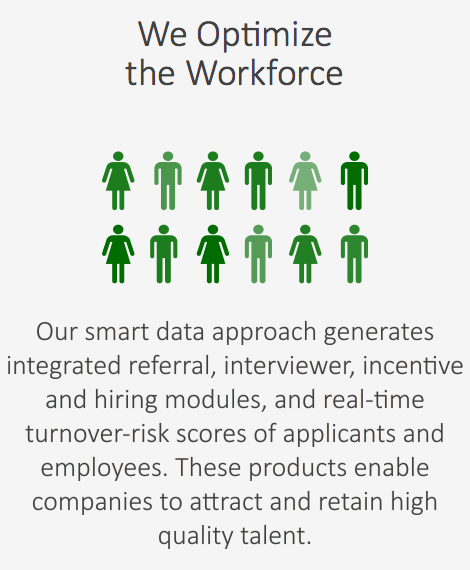 We Optimize
the Workforce
Our smart data approach generates
integrated referral, interviewer, incentive
and hiring modules, and real-time
turnover-risk scores of applicants and
employees. These products enable
companies to attract and retain high
quality talent.